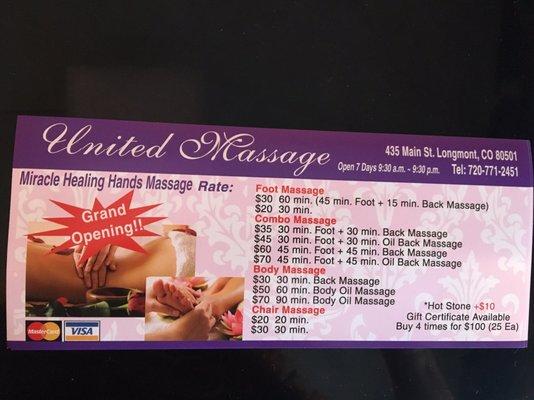 United Massage
435 Main St. Longmont, CO 80501
Open 7 Days 9:30 a.m. ~ 9:30 p.m. Tel: 720-771-2451
Miracle Healing Hands Massage Rate:
Grand
Opening!!
Foot Massage
$30 60 min. (45 min. Foot + 15 min. Back Massage)
$20 30 min.
Combo Massage
$35 30 min. Foot + 30 min. Back Massage
$45 30 min. Foot + 30 min. Oil Back Massage
$60 45 min. Foot + 45 min. Back Massage
$70 45 min. Foot + 45 min. Oil Back Massage
Body Massage
$30 30 min. Back Massage
$50 60 min. Body Oil Massage
$70 90 min. Body Oil Massage
Chair Massage
$20 20 min.
$30 30 min.
*Hot Stone +$10
Gift Certificate Available
Buy 4 times for $100 (25 Ea)
MasterCard
VISA